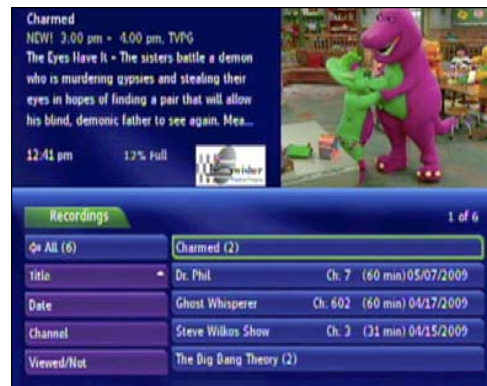 Charmed
NEW! 3.00 pm - 4.00 pm, TVPG
The Eyes Have It - The sisters battle a demon
who is murdering gypsies and stealing their
eyes in hopes of finding a pair that will allow
his blind, demonic father to see again. Mea...
12:41 pm 12% Full
Swisher
Recordings 1 of 6
All (6) Charmed (2)
Title Dr. Phil Ch. 7 (60 min) 05/07/2009
Date Ghost Whisperer Ch. 602 (60 min) 04/17/2009
Channel Steve Wilkos Show Ch. 3 (31 min) 04/15/2009
Viewed/Not The Big Bang Theory (2)